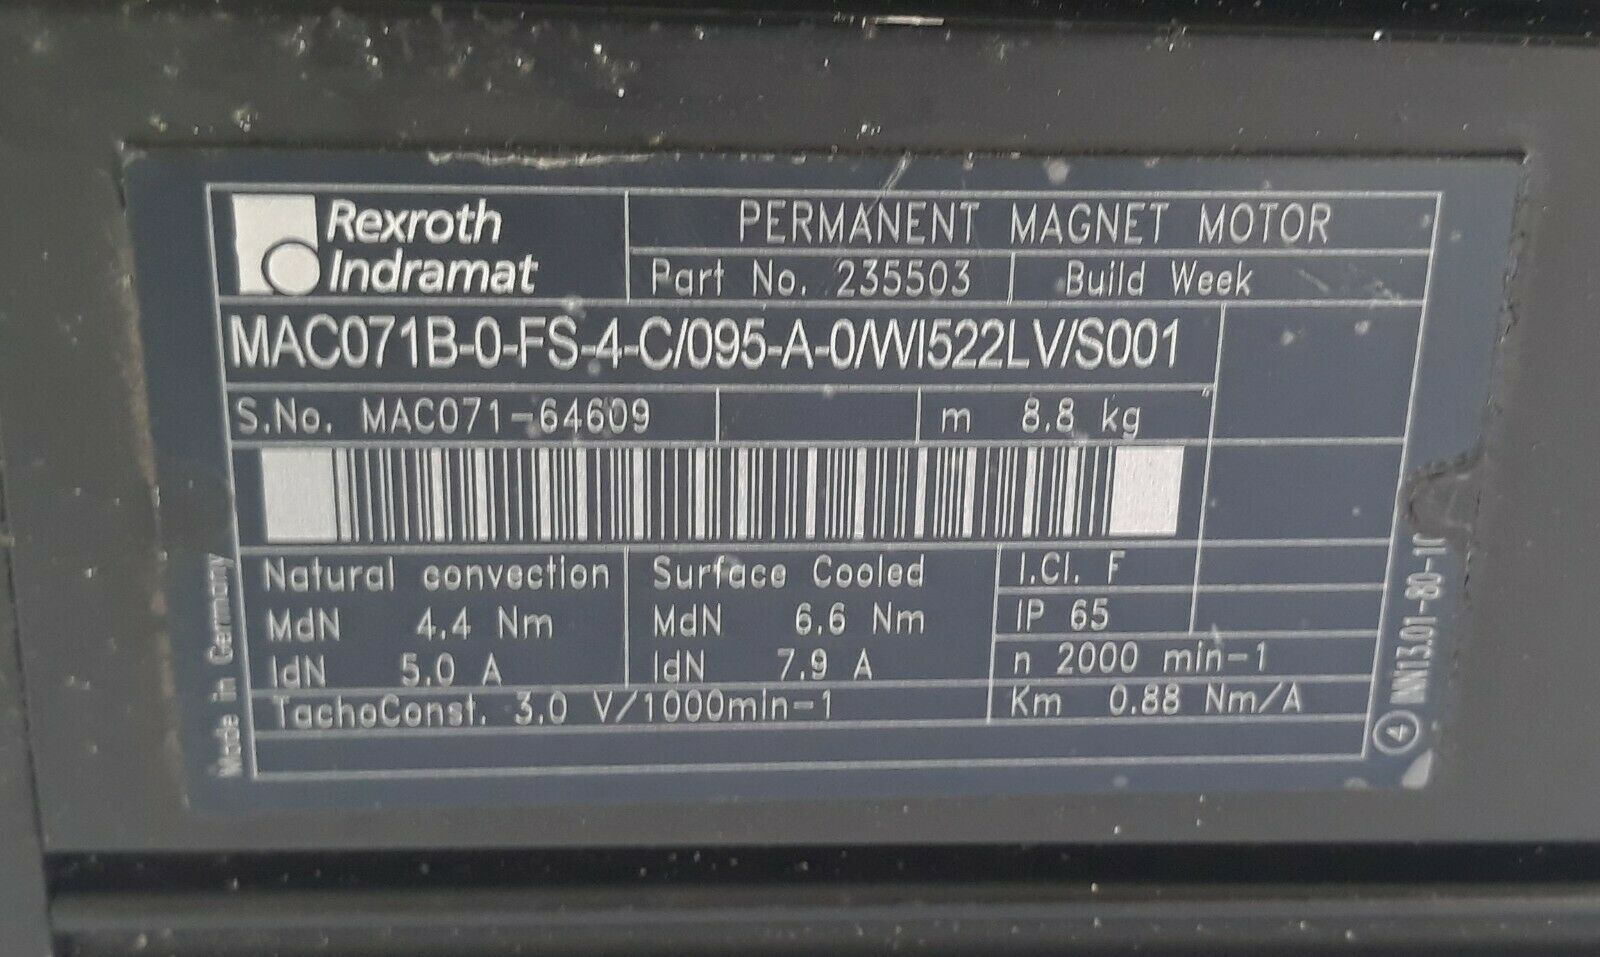 Rexroth
Indramat
PERMANENT MAGNET MOTOR
Part No. 235503
Build Week
MAC071B-0-FS-4-C/095-A-0/WI522LV/S001
S.No. MAC071-64609
m 8.8 kg
Natural convection
MdN 4.4 Nm
IdN 5.0 A
Surface Cooled
MdN 6.6 Nm
IdN 7.9 A
I.Cl. F
IP 65
n 2000 min-1
Km 0.88 Nm/A
TachoConst. 3.0 V/1000min-1
Made in Germany
4